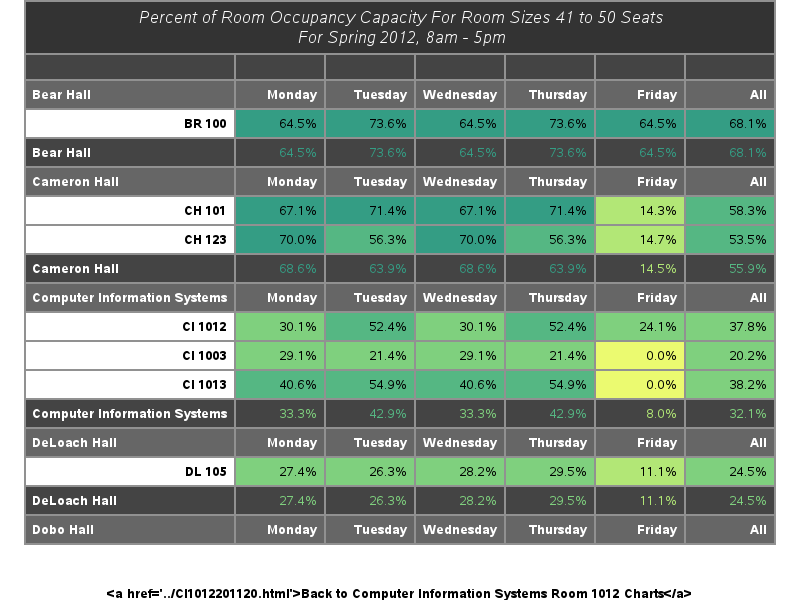 Percent of Room Occupancy Capacity For Room Sizes 41 to 50 Seats
For Spring 2012, 8am - 5pm
Bear Hall Monday Tuesday Wednesday Thursday Friday All
BR 100 64.5% 73.6% 64.5% 73.6% 64.5% 68.1%
Bear Hall 64.5% 73.6% 64.5% 73.6% 64.5% 68.1%
Cameron Hall Monday Tuesday Wednesday Thursday Friday All
CH 101 67.1% 71.4% 67.1% 71.4% 14.3% 58.3%
CH 123 70.0% 56.3% 70.0% 56.3% 14.7% 53.5%
Cameron Hall 68.6% 63.9% 68.6% 63.9% 14.5% 55.9%
Computer Information Systems Monday Tuesday Wednesday Thursday Friday All
CI 1012 30.1% 52.4% 30.1% 52.4% 24.1% 37.8%
CI 1003 29.1% 21.4% 29.1% 21.4% 0.0% 20.2%
CI 1013 40.6% 54.9% 40.6% 54.9% 0.0% 38.2%
Computer Information Systems 33.3% 42.9% 33.3% 42.9% 8.0% 32.1%
DeLoach Hall Monday Tuesday Wednesday Thursday Friday All
DL 105 27.4% 26.3% 28.2% 29.5% 11.1% 24.5%
DeLoach Hall 27.4% 26.3% 28.2% 29.5% 11.1% 24.5%
Dobo Hall Monday Tuesday Wednesday Thursday Friday All
&lt;a href='../CI1012201120.html'&gt;Back to Computer Information Systems Room 1012 Charts&lt;/a&gt;